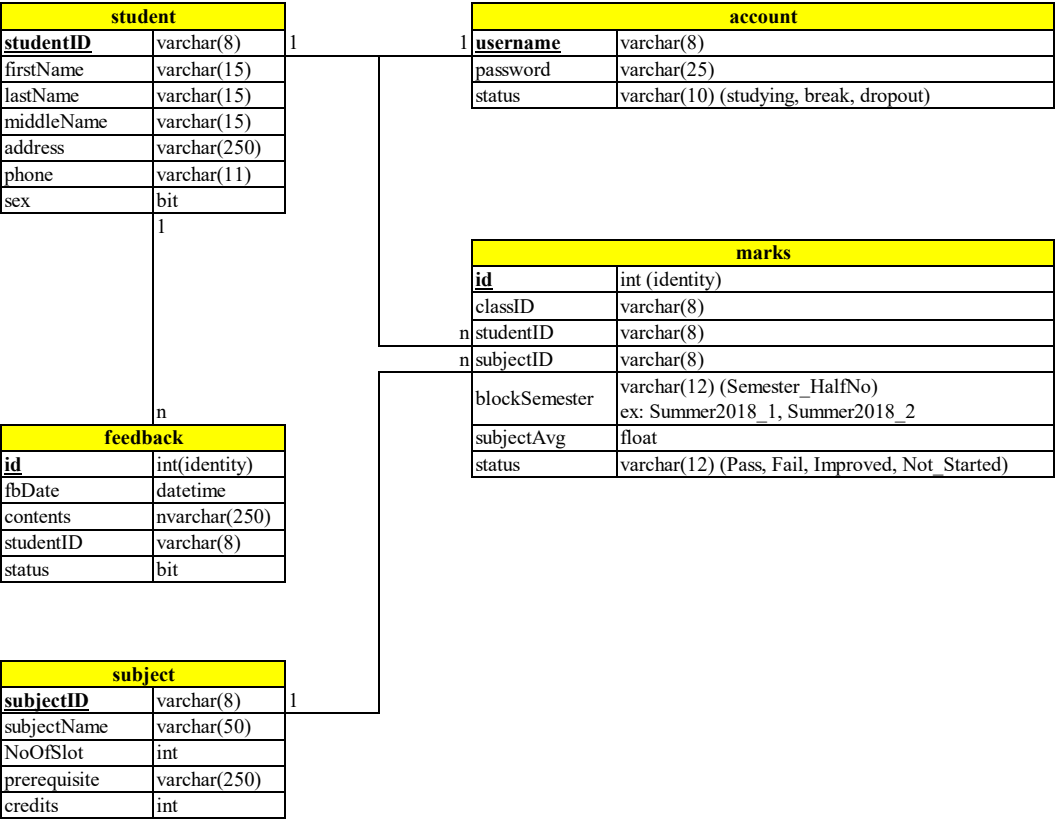 student
studentID varchar(8)
firstName varchar(15)
lastName varchar(15)
middleName varchar(15)
address varchar(250)
phone varchar(11)
sex bit
1
1
1
account
username varchar(8)
password varchar(25)
status varchar(10) (studying, break, dropout)
marks
id int (identity)
classID varchar(8)
n studentID varchar(8)
n subjectID varchar(8)
blockSemester varchar(12) (Semester_HalfNo)
ex: Summer2018_1, Summer2018_2
subjectAvg float
status varchar(12) (Pass, Fail, Improved, Not_Started)
n
feedback
id int(identity)
fbDate datetime
contents nvarchar(250)
studentID varchar(8)
status bit
subject
subjectID varchar(8) 1
subjectName varchar(50)
NoOfSlot int
prerequisite varchar(250)
credits int